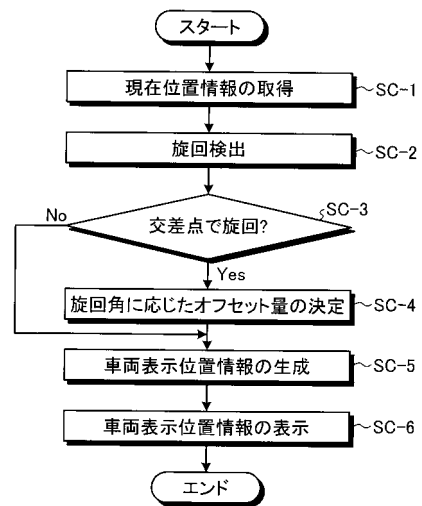 スタート
現在位置情報の取得
SC-1
旋回検出
SC-2
交差点で旋回?
SC-3
No
Yes
旋回角に応じたオフセット量の決定
SC-4
車両表示位置情報の生成
SC-5
車両表示位置情報の表示
SC-6
エンド